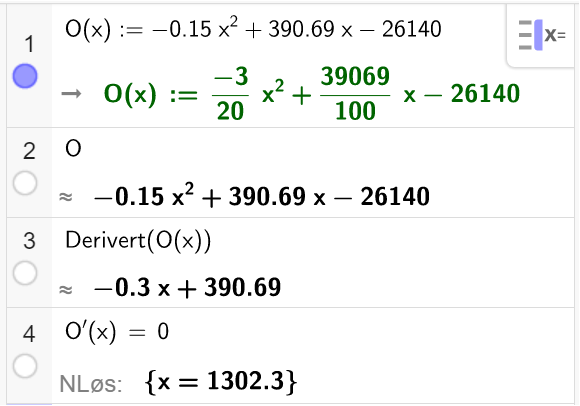 1 O(x) := −0.15 x² + 390.69 x − 26140
→ O(x) := −3/20 x² + 39069/100 x − 26140
x=
2 O
≈ −0.15 x² + 390.69 x − 26140
3 Derivert(O(x))
≈ −0.3 x + 390.69
4 O′(x) = 0
NLøs: {x = 1302.3}